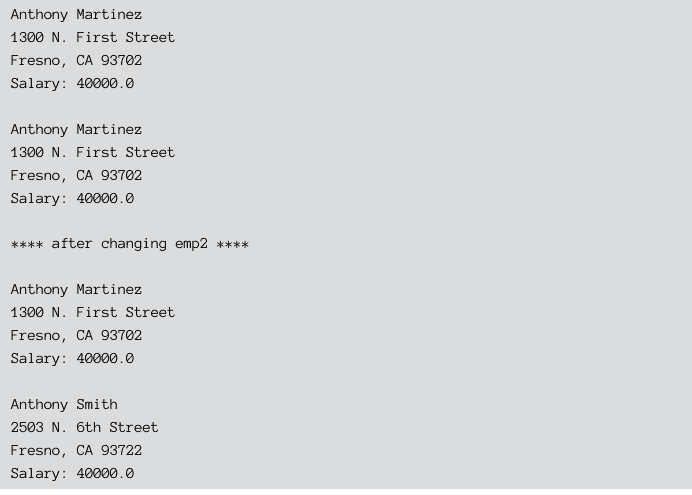 Anthony Martinez
1300 N. First Street
Fresno, CA 93702
Salary: 40000.0

Anthony Martinez
1300 N. First Street
Fresno, CA 93702
Salary: 40000.0

**** after changing emp2 ****

Anthony Martinez
1300 N. First Street
Fresno, CA 93702
Salary: 40000.0

Anthony Smith
2503 N. 6th Street
Fresno, CA 93722
Salary: 40000.0